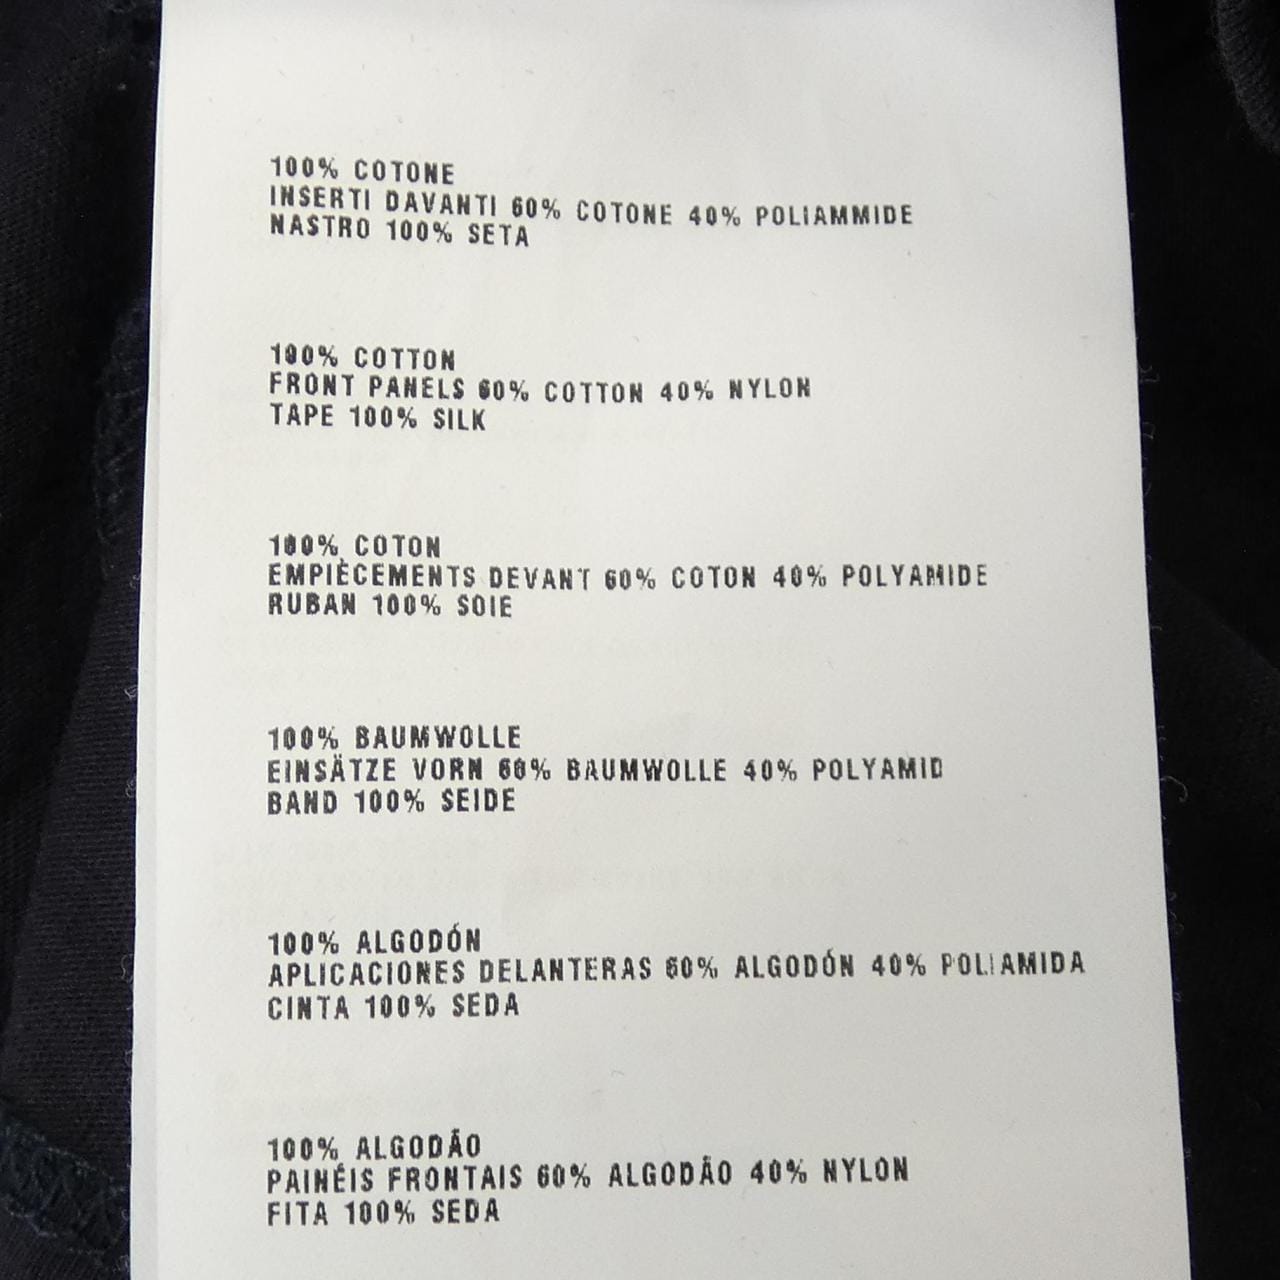 100% COTONE
INSERTI DAVANTI 60% COTONE 40% POLIAMMIDE
NASTRO 100% SETA
100% COTTON
FRONT PANELS 60% COTTON 40% NYLON
TAPE 100% SILK
100% COTON
EMPIÈCEMENTS DEVANT 60% COTON 40% POLYAMIDE
RUBAN 100% SOIE
100% BAUMWOLLE
EINSÄTZE VORN 60% BAUMWOLLE 40% POLYAMID
BAND 100% SEIDE
100% ALGODÓN
APLICACIONES DELANTERAS 60% ALGODÓN 40% POLIAMIDA
CINTA 100% SEDA
100% ALGODÃO
PAINÉIS FRONTAIS 60% ALGODÃO 40% NYLON
FITA 100% SEDA